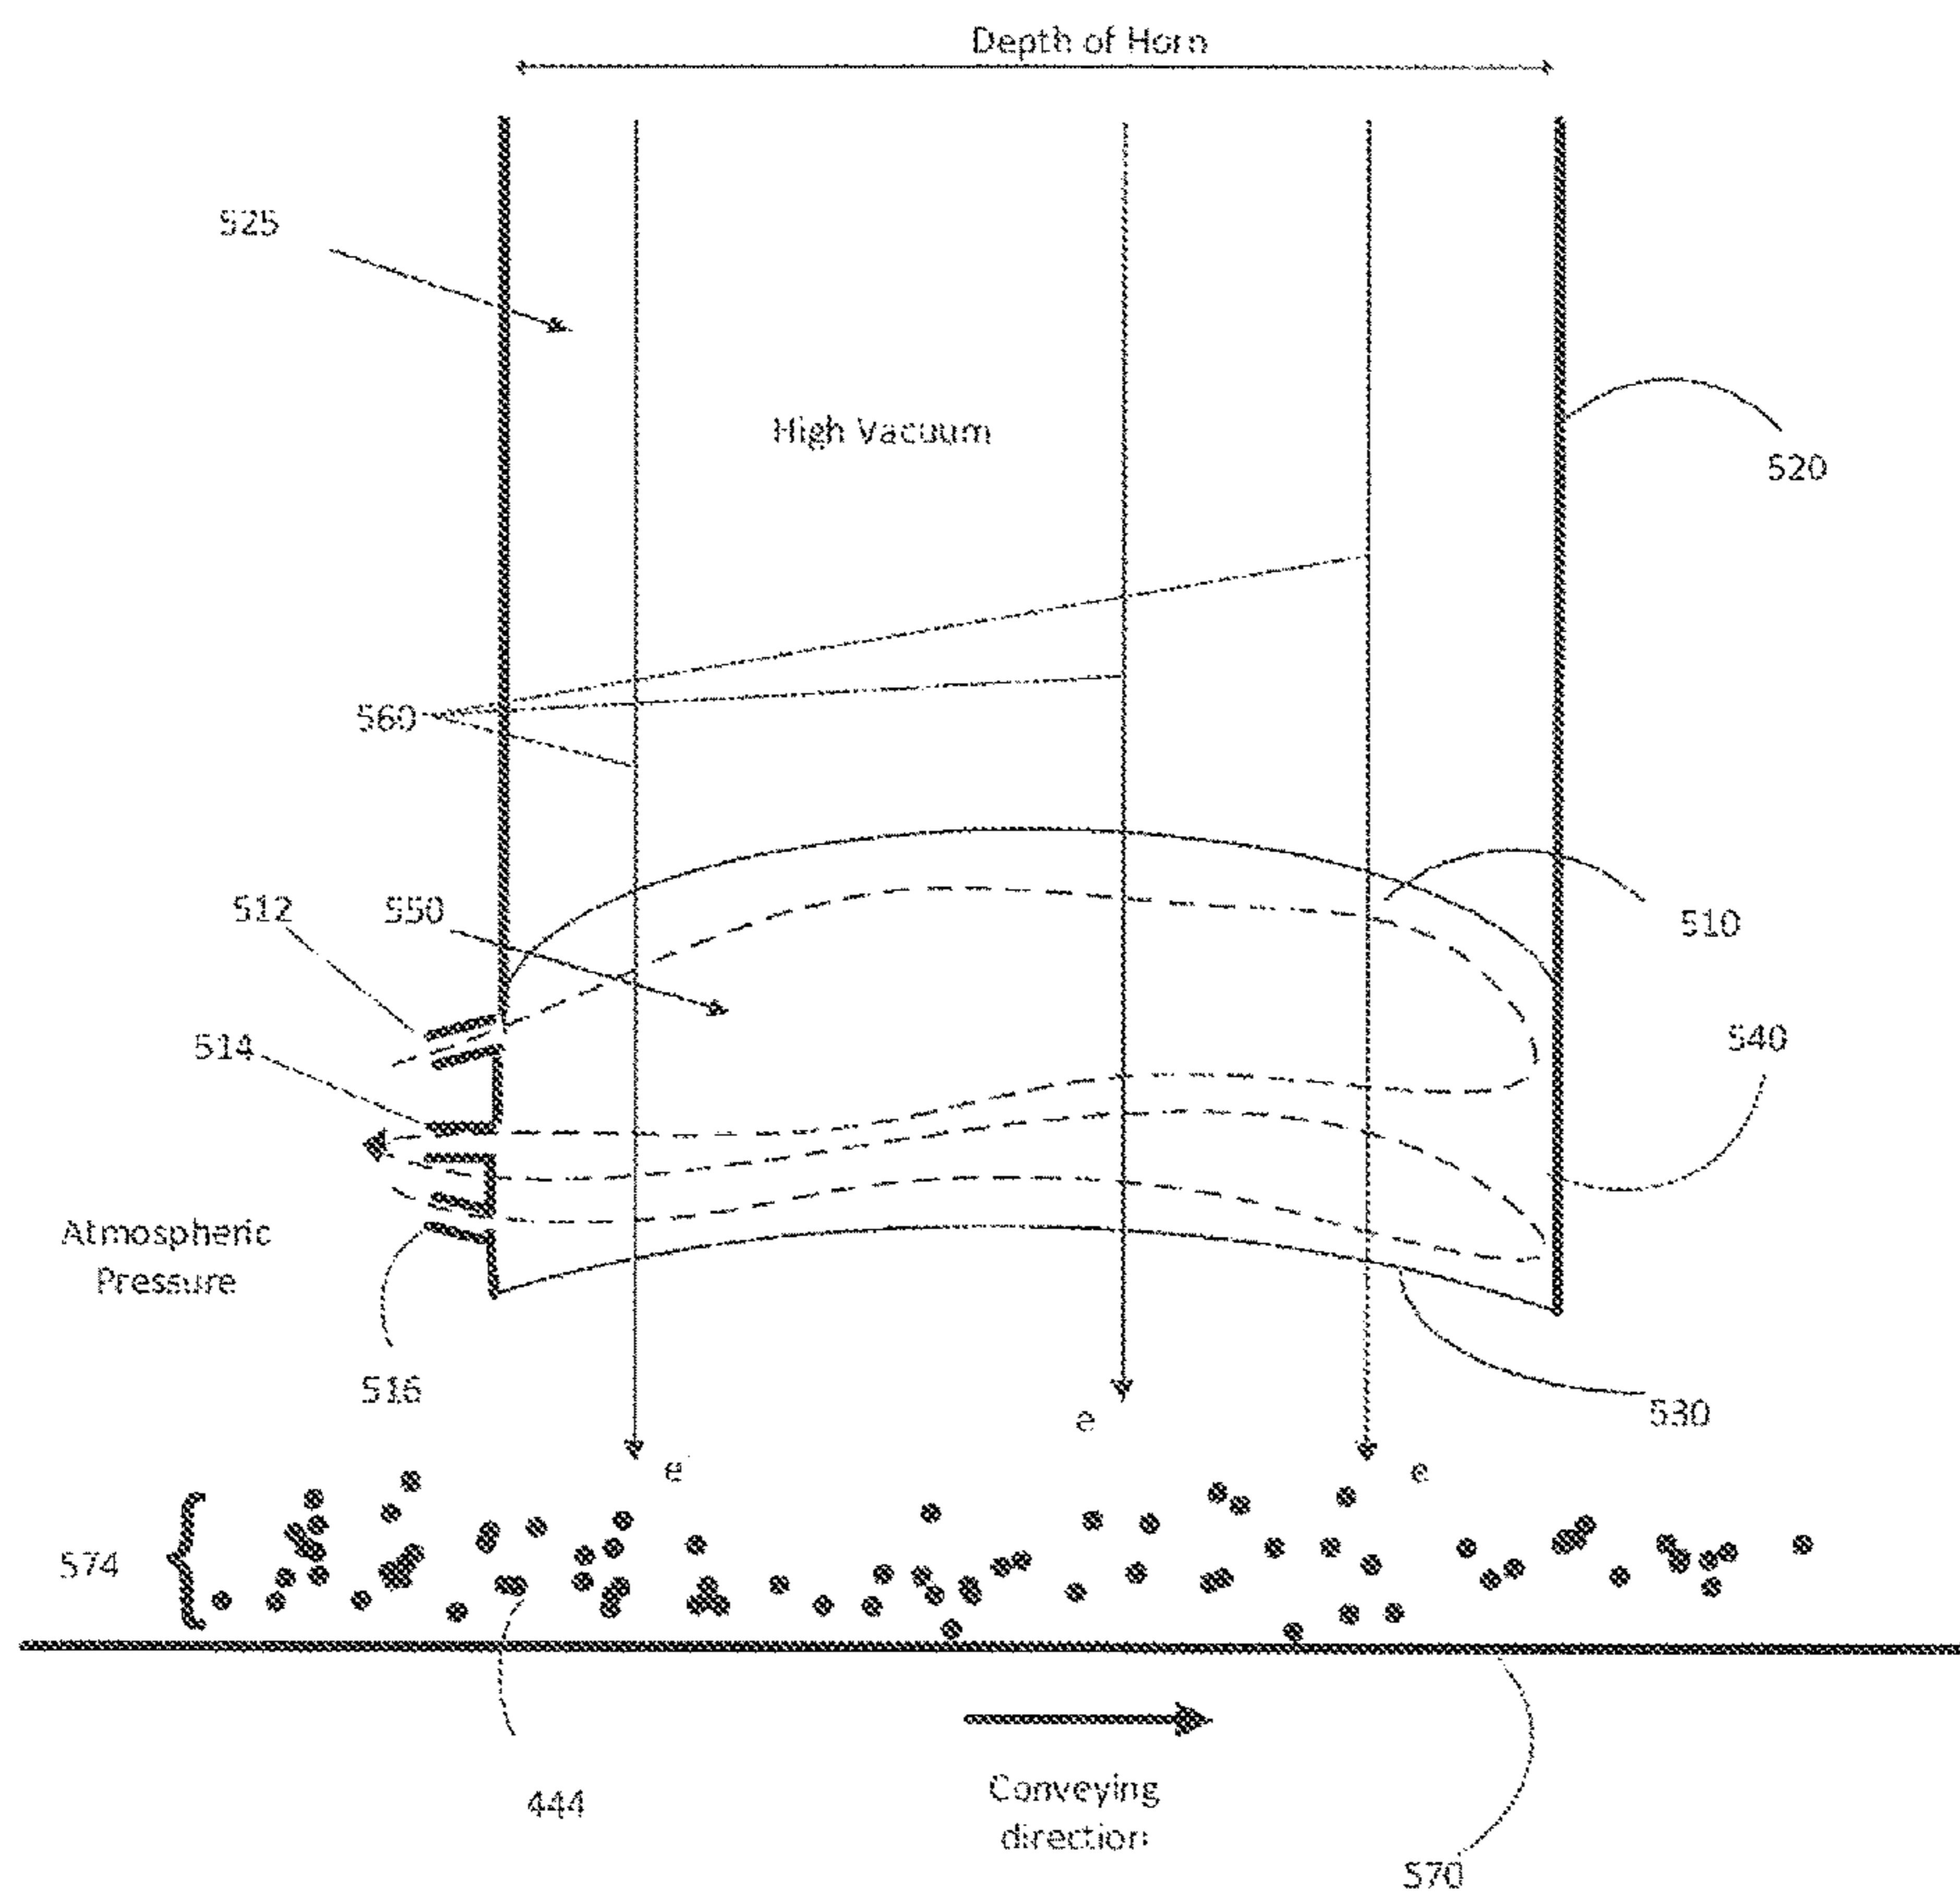 Depth of Horn
525
High Vacuum
520
560
512
550
510
514
540
Atmospheric
Pressure
516
530
e
e
e
574
444
Conveying
direction
570